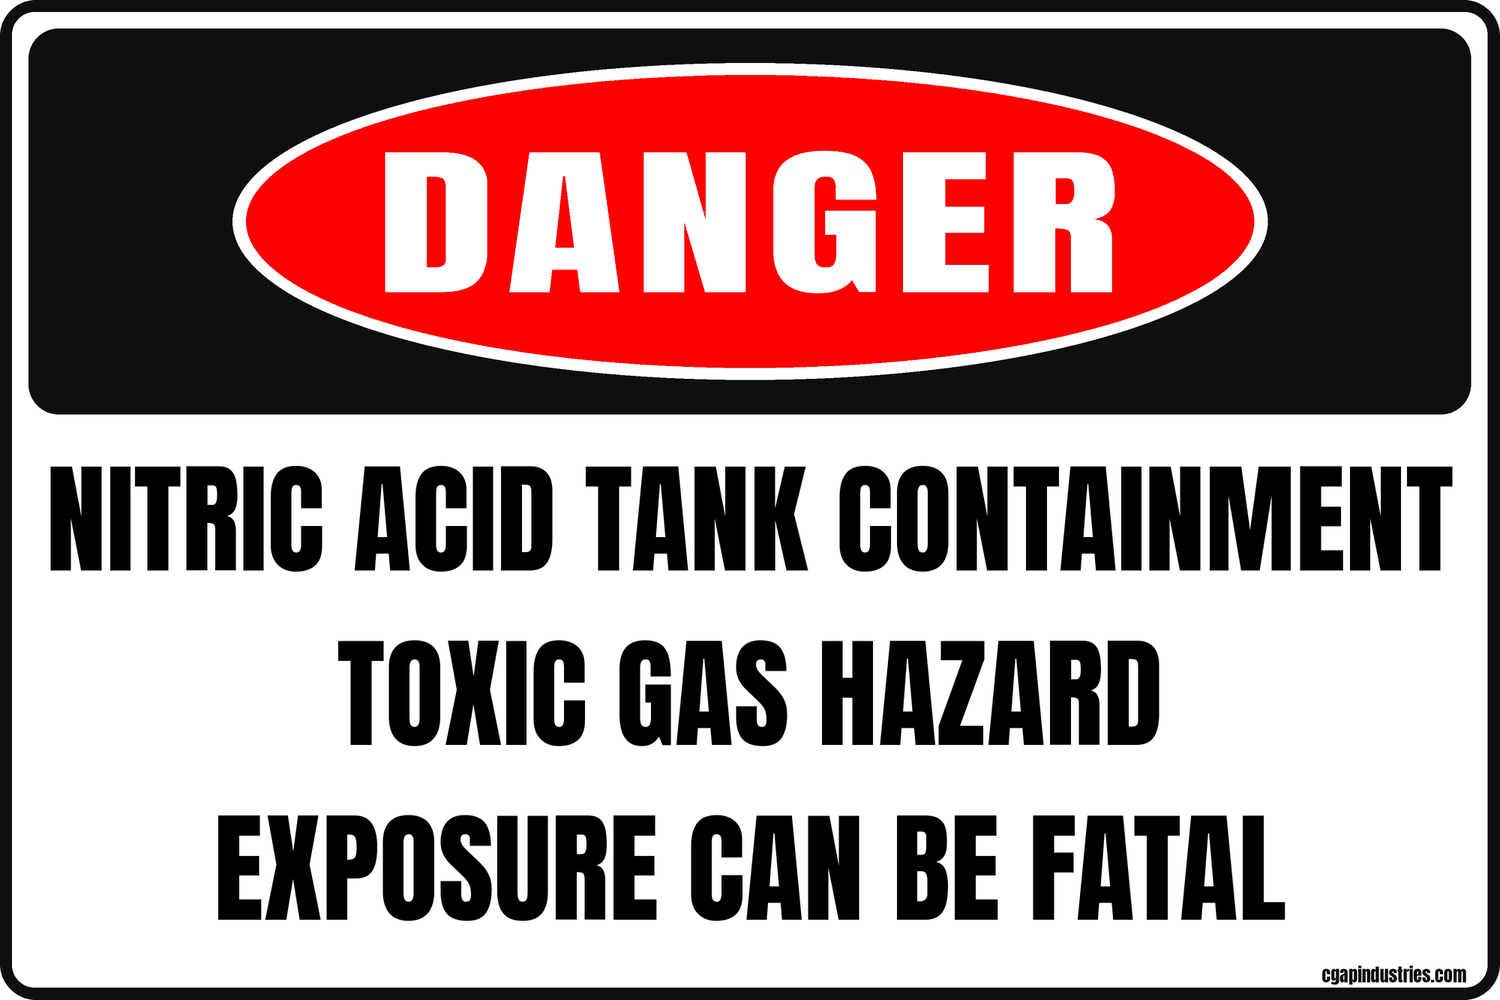 DANGER
NITRIC ACID TANK CONTAINMENT
TOXIC GAS HAZARD
EXPOSURE CAN BE FATAL
cgapindustries.com